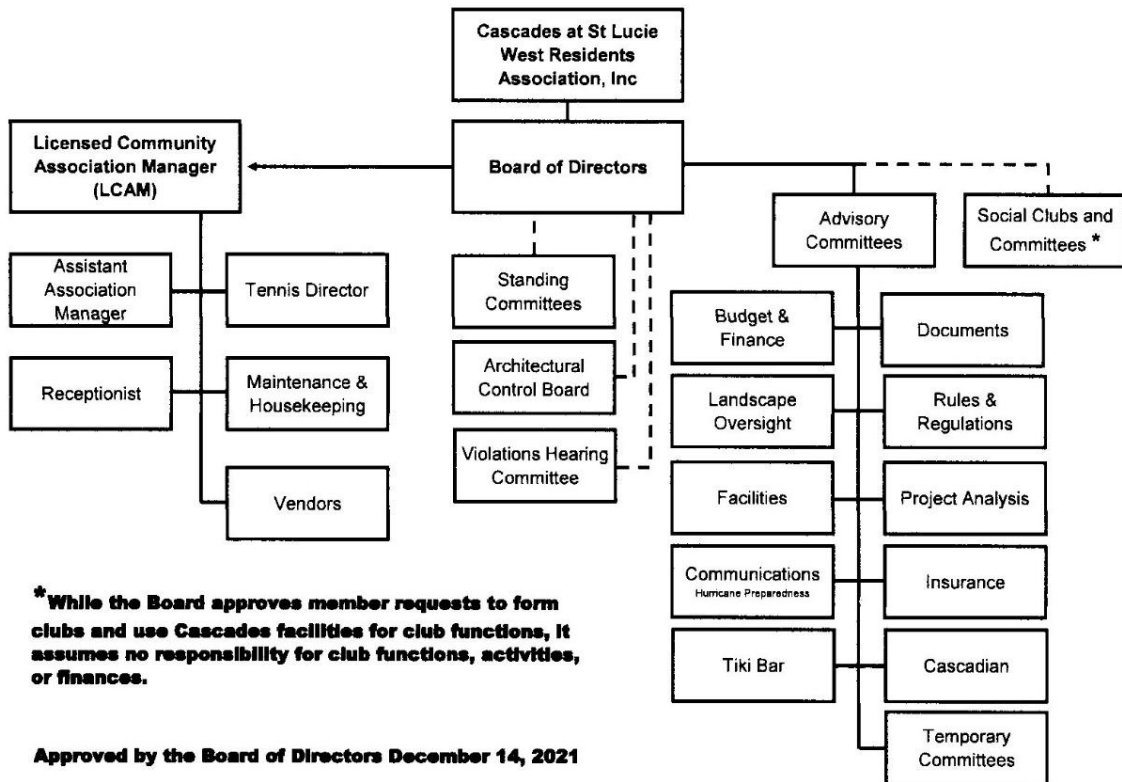 Cascades at St Lucie
West Residents
Association, Inc
Licensed Community
Association Manager
(LCAM)
Board of Directors
Advisory
Committees
Social Clubs and
Committees *
Assistant
Association
Manager
Tennis Director
Standing
Committees
Budget &
Finance
Documents
Receptionist
Maintenance &
Housekeeping
Architectural
Control Board
Landscape
Oversight
Rules &
Regulations
Violations Hearing
Committee
Vendors
Facilities
Project Analysis
Communications
Hurricane Preparedness
Insurance
Tiki Bar
Cascadian
Temporary
Committees
*While the Board approves member requests to form
clubs and use Cascades facilities for club functions, it
assumes no responsibility for club functions, activities,
or finances.
Approved by the Board of Directors December 14, 2021